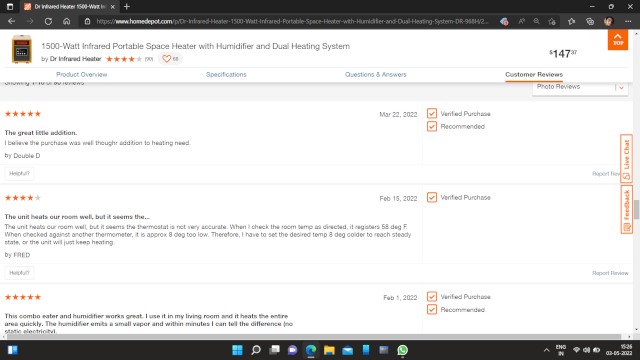 Dr Infrared Heater 1500-Watt Inf
https://www.homedepot.com/p/Dr-Infrared-Heater-1500-Watt-Infrared-Portable-Space-Heater-with-Humidifier-and-Dual-Heating-System-DR-968H/2...
1500-Watt Infrared Portable Space Heater with Humidifier and Dual Heating System
by Dr Infrared Heater
68
$147 37
TOP
Product Overview
Specifications
Questions & Answers
Customer Reviews
Photo Reviews
Mar 22, 2022
Verified Purchase
Recommended
The great little addition.
I believe the purchase was well thoughr addition to heating need.
by Double D
Helpful?
Report Review
Live Chat
Feedback
Feb 15, 2022
Verified Purchase
The unit heats our room well, but it seems the...
The unit heats our room well, but it seems the thermostat is not very accurate. When I check the room temp as directed, it registers 58 deg F.
When checked against another thermometer, it is approx 8 deg too low. Therefore, I have to set the desired temp 8 deg colder to reach steady
state, or the unit will just keep heating.
by FRED
Helpful?
Report Review
Feb 1, 2022
Verified Purchase
Recommended
This combo eater and humidifier works great. I use it in my living room and it heats the entire
area quickly. The humidifier emits a small vapor and within minutes I can tell the difference (no
static electricity).
ENG
IN
15:26
03-05-2022